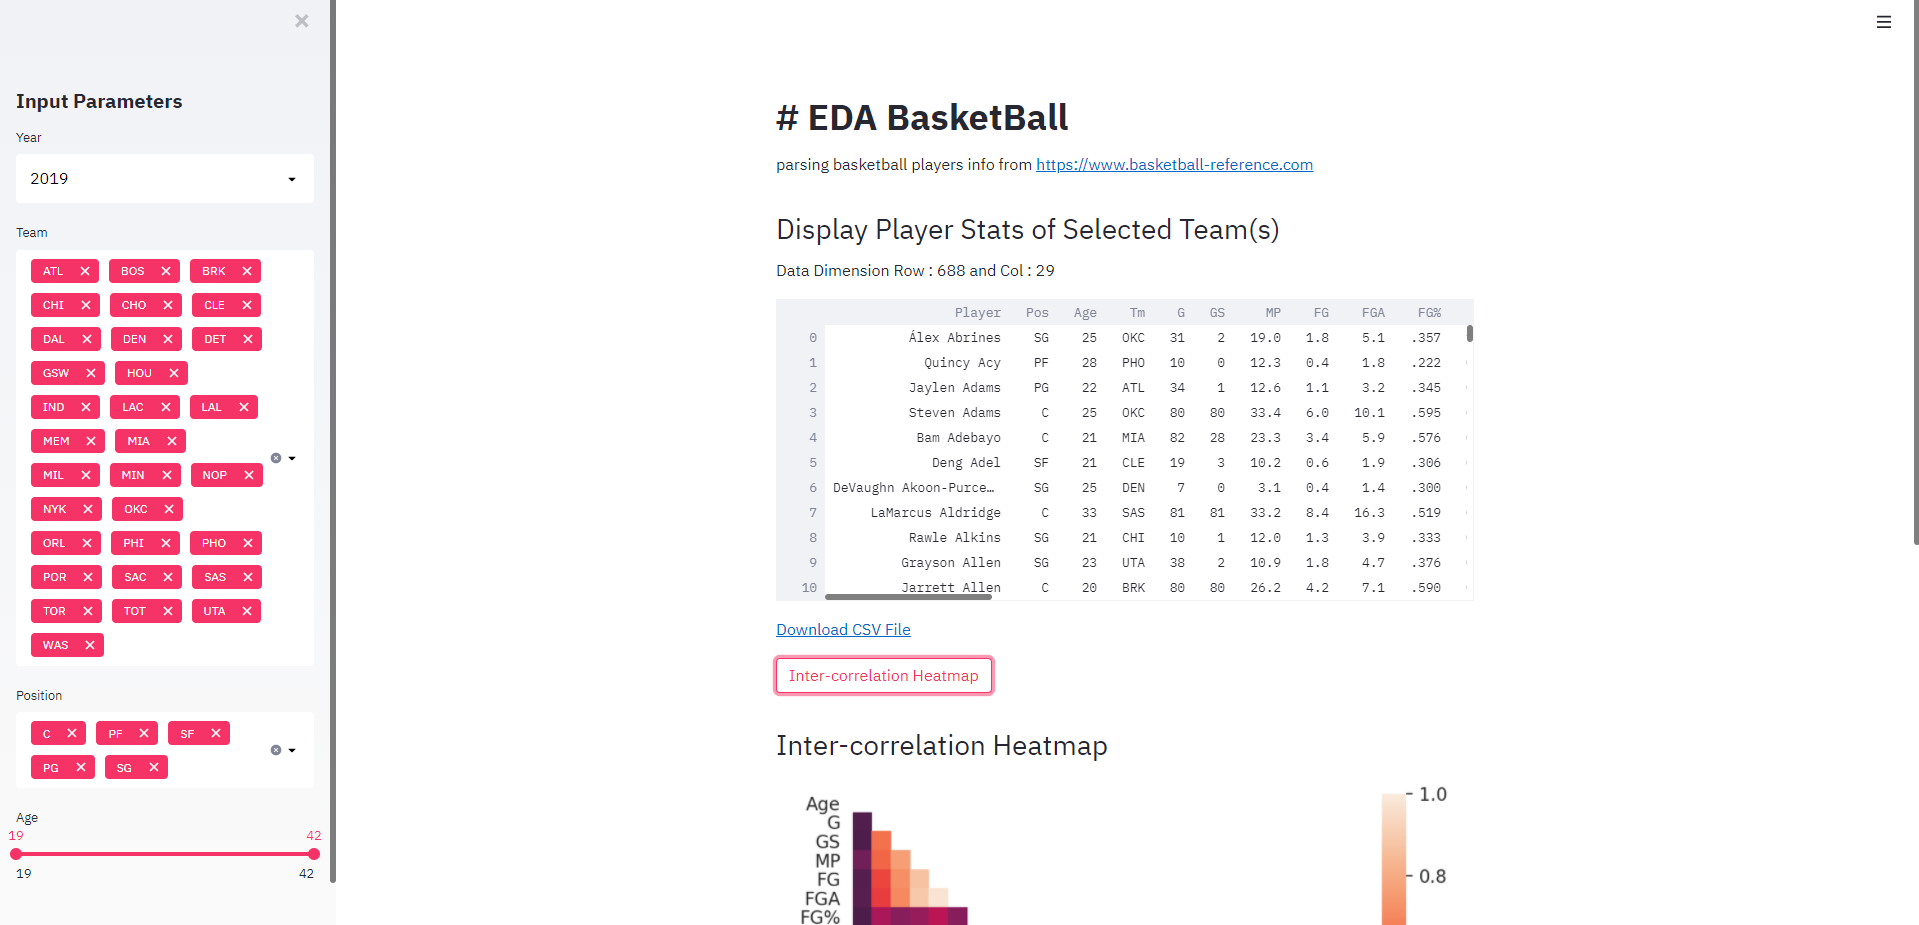 Input Parameters
Year
2019
Team
ATL BOS BRK
CHI CHO CLE
DAL DEN DET
GSW HOU
IND LAC LAL
MEM MIA
MIL MIN NOP
NYK OKC
ORL PHI PHO
POR SAC SAS
TOR TOT UTA
WAS
Position
C PF SF
PG SG
Age
19 42
19 42
# EDA BasketBall
parsing basketball players info from https://www.basketball-reference.com
Display Player Stats of Selected Team(s)
Data Dimension Row : 688 and Col : 29
Player Pos Age Tm G GS MP FG FGA FG%
0 Álex Abrines SG 25 OKC 31 2 19.0 1.8 5.1 .357
1 Quincy Acy PF 28 PHO 10 0 12.3 0.4 1.8 .222
2 Jaylen Adams PG 22 ATL 34 1 12.6 1.1 3.2 .345
3 Steven Adams C 25 OKC 80 80 33.4 6.0 10.1 .595
4 Bam Adebayo C 21 MIA 82 28 23.3 3.4 5.9 .576
5 Deng Adel SF 21 CLE 19 3 10.2 0.6 1.9 .306
6 DeVaughn Akoon-Purce… SG 25 DEN 7 0 3.1 0.4 1.4 .300
7 LaMarcus Aldridge C 33 SAS 81 81 33.2 8.4 16.3 .519
8 Rawle Alkins SG 21 CHI 10 1 12.0 1.3 3.9 .333
9 Grayson Allen SG 23 UTA 38 2 10.9 1.8 4.7 .376
10 Jarrett Allen C 20 BRK 80 80 26.2 4.2 7.1 .590
Download CSV File
Inter-correlation Heatmap
Inter-correlation Heatmap
Age
G
GS
MP
FG
FGA
FG%
1.0
0.8